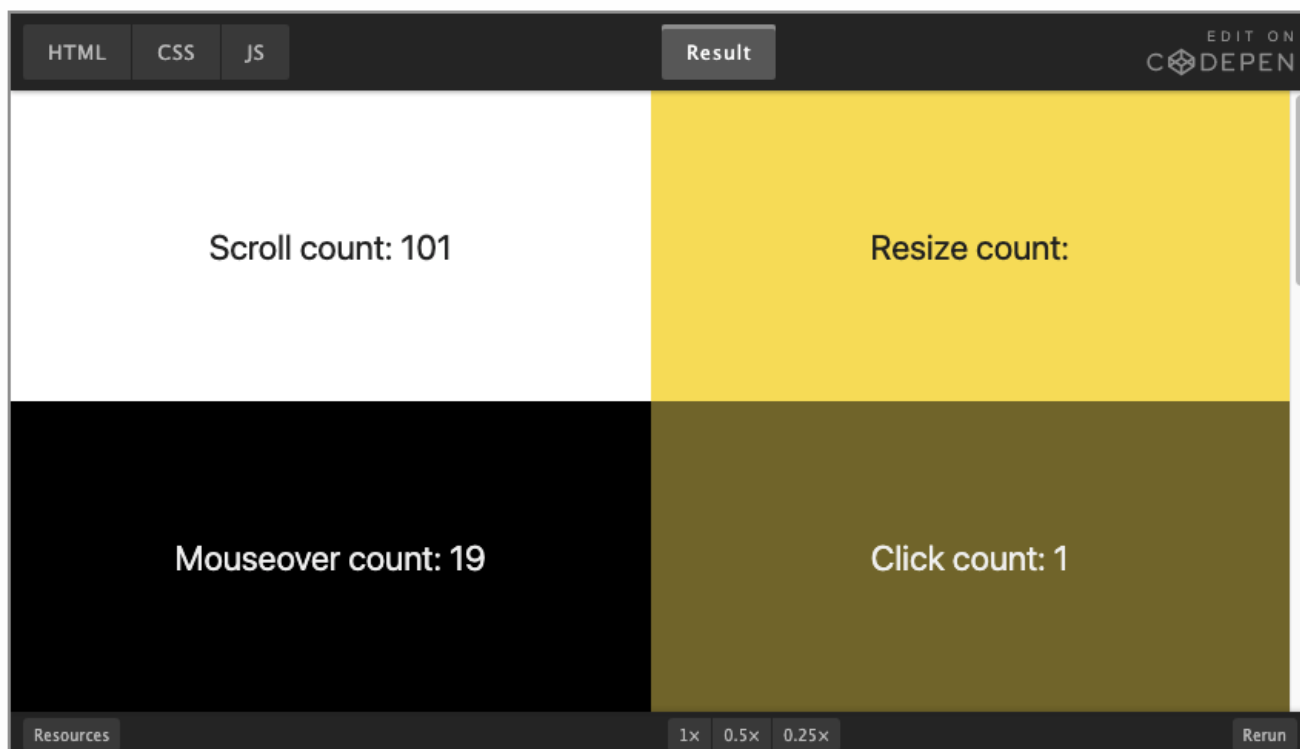 HTML CSS JS Result EDIT ON
CODEPEN
Scroll count: 101 Resize count:
Mouseover count: 19 Click count: 1
Resources 1× 0.5× 0.25× Rerun